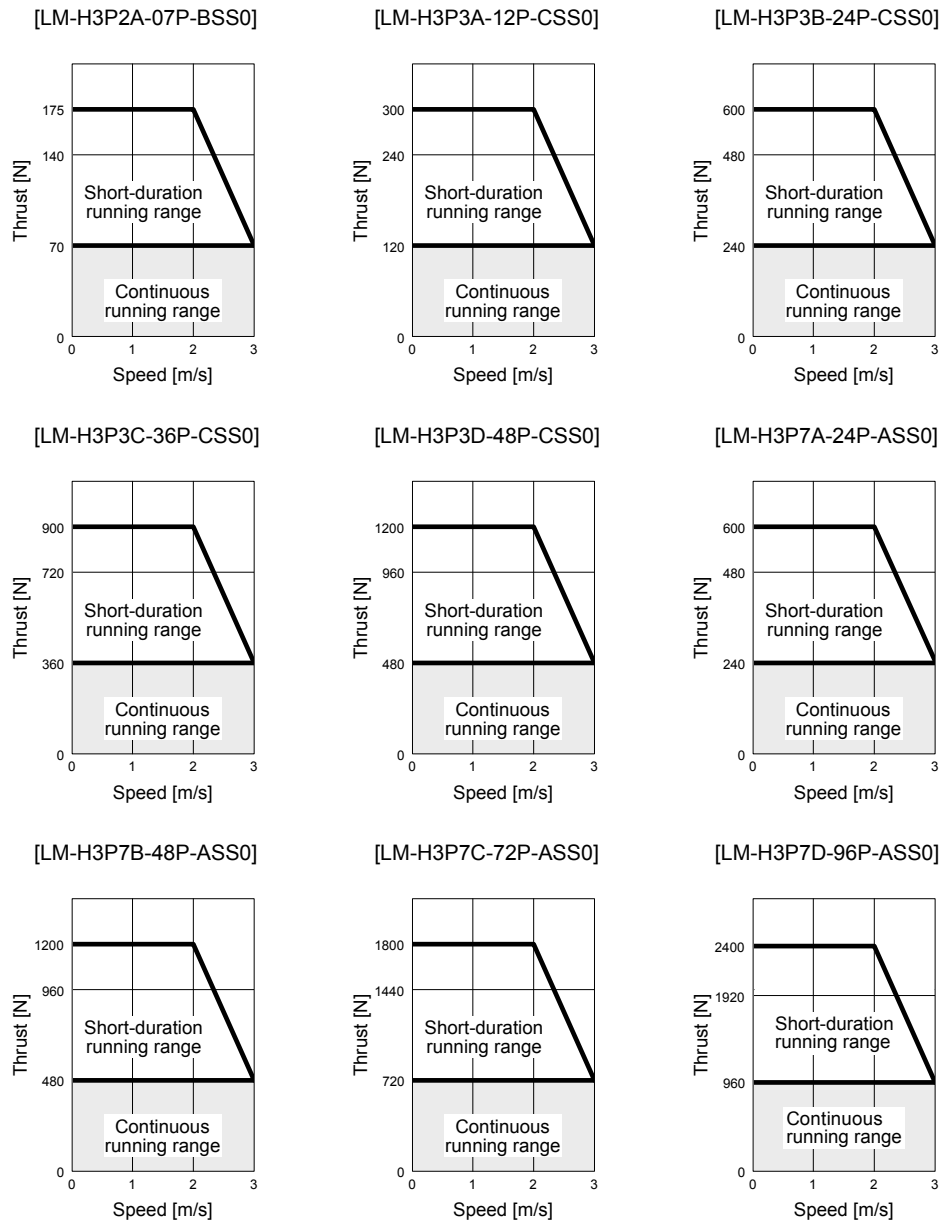 [LM-H3P2A-07P-BSS0]
Thrust [N]
175
140
70
0
Short-duration
running range
Continuous
running range
0 1 2 3
Speed [m/s]
[LM-H3P3A-12P-CSS0]
Thrust [N]
300
240
120
0
Short-duration
running range
Continuous
running range
0 1 2 3
Speed [m/s]
[LM-H3P3B-24P-CSS0]
Thrust [N]
600
480
240
0
Short-duration
running range
Continuous
running range
0 1 2 3
Speed [m/s]
[LM-H3P3C-36P-CSS0]
Thrust [N]
900
720
360
0
Short-duration
running range
Continuous
running range
0 1 2 3
Speed [m/s]
[LM-H3P3D-48P-CSS0]
Thrust [N]
1200
960
480
0
Short-duration
running range
Continuous
running range
0 1 2 3
Speed [m/s]
[LM-H3P7A-24P-ASS0]
Thrust [N]
600
480
240
0
Short-duration
running range
Continuous
running range
0 1 2 3
Speed [m/s]
[LM-H3P7B-48P-ASS0]
Thrust [N]
1200
960
480
0
Short-duration
running range
Continuous
running range
0 1 2 3
Speed [m/s]
[LM-H3P7C-72P-ASS0]
Thrust [N]
1800
1440
720
0
Short-duration
running range
Continuous
running range
0 1 2 3
Speed [m/s]
[LM-H3P7D-96P-ASS0]
Thrust [N]
2400
1920
960
0
Short-duration
running range
Continuous
running range
0 1 2 3
Speed [m/s]